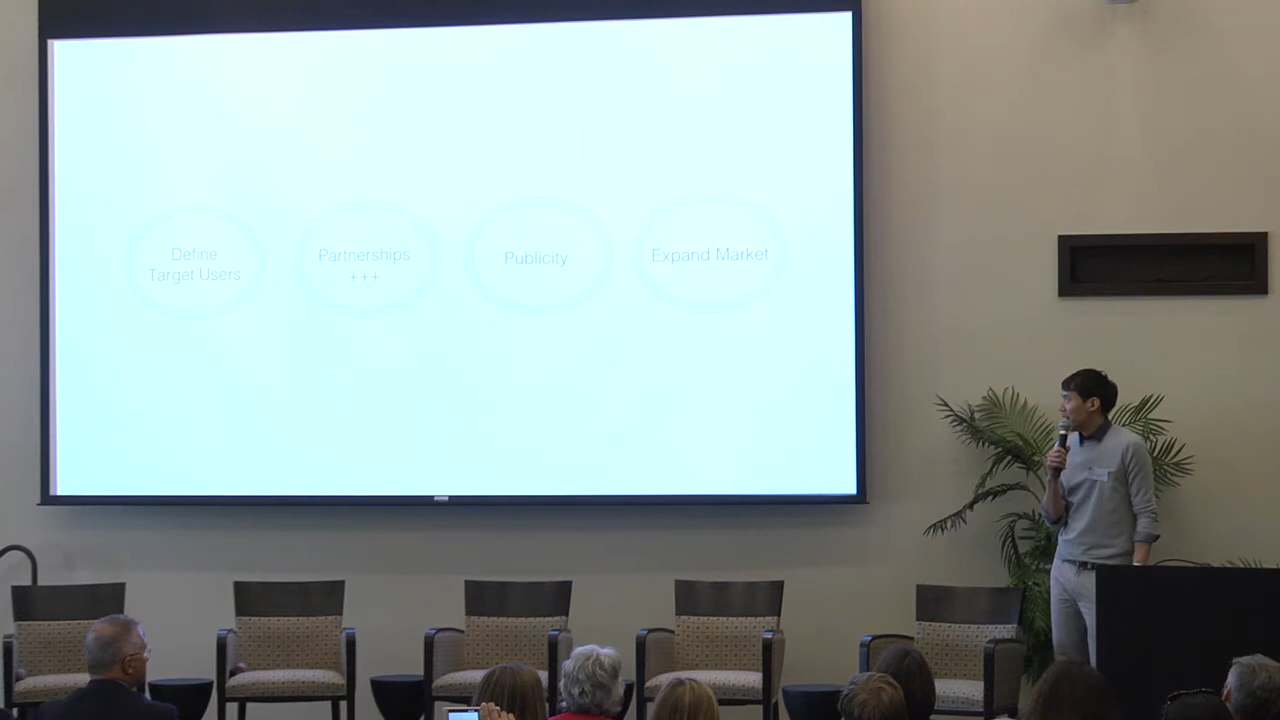 Define
Target Users
Partnerships
+++
Publicity
Expand Market